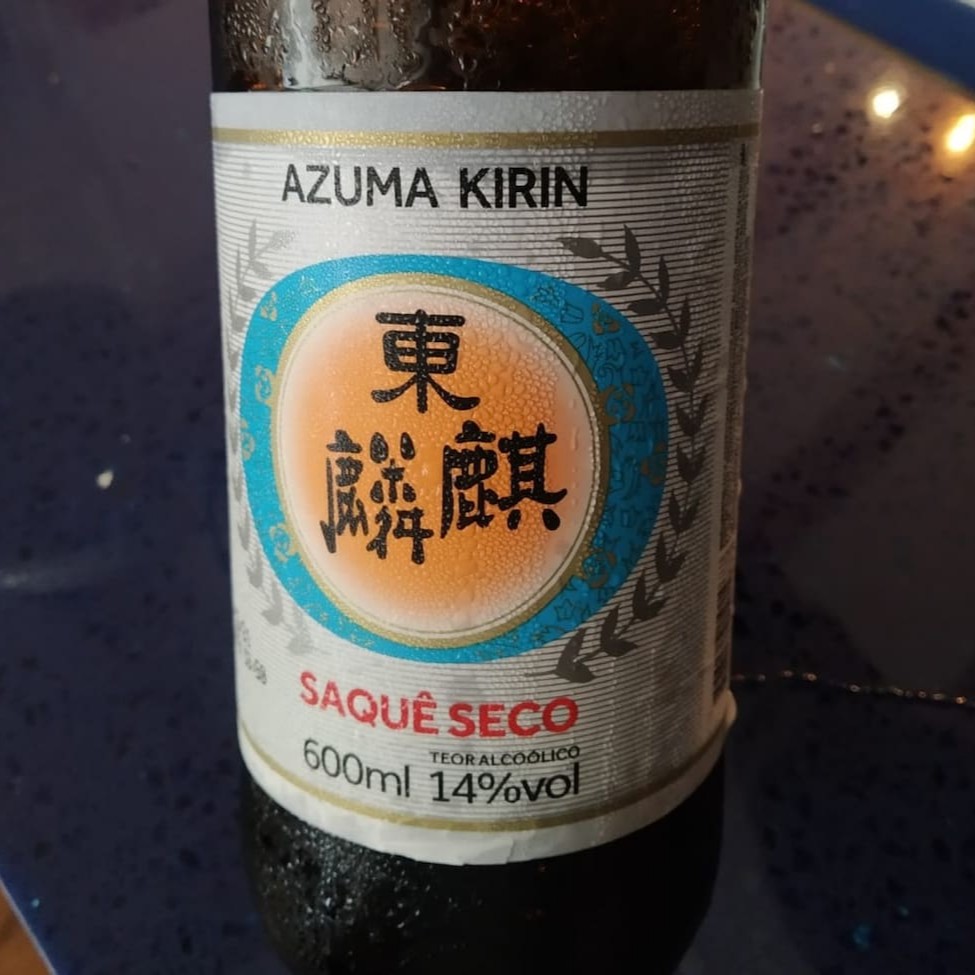 AZUMA KIRIN
東
麒麟
SAQUÊ SECO
TEOR ALCOÓLICO
600ml 14%vol